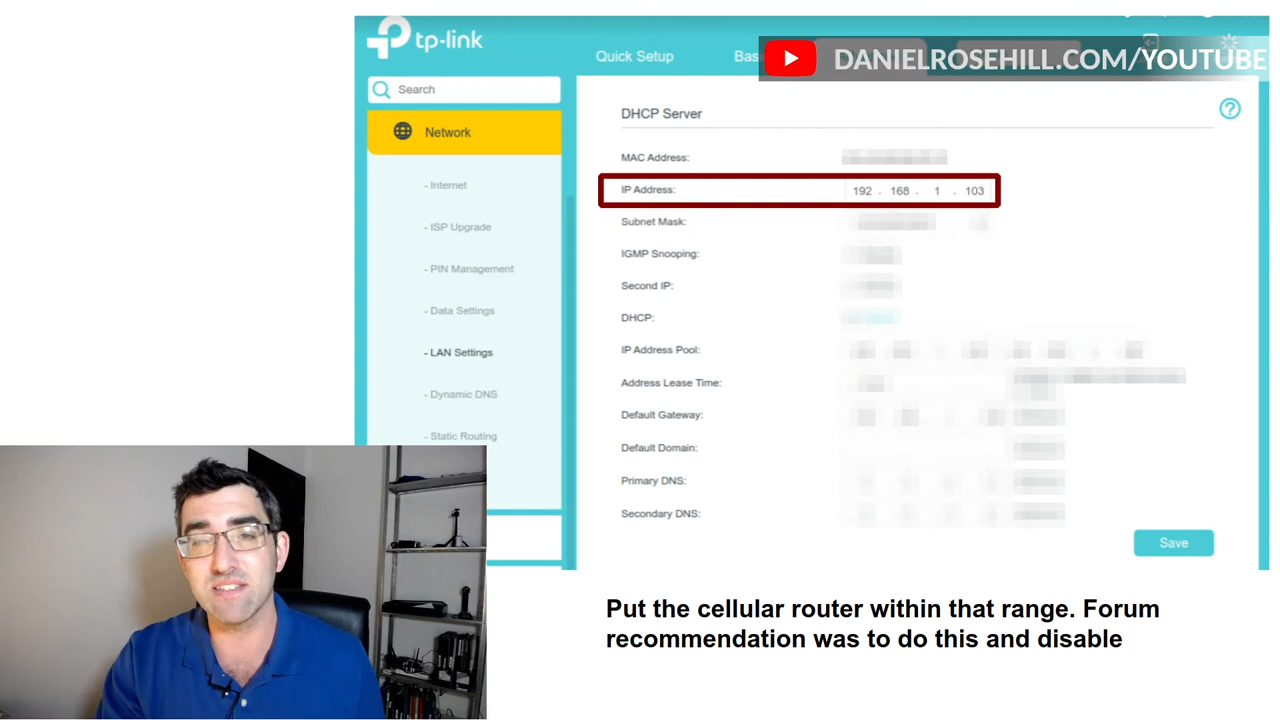 tp-link
DANIELROSEHILL.COM/YOUTUBE
Quick Setup
Search
DHCP Server
Network
MAC Address:
IP Address: 192 . 168 . 1 . 103
- Internet
Subnet Mask:
- ISP Upgrade
IGMP Snooping:
- PIN Management
Second IP:
- Data Settings
DHCP:
- LAN Settings
IP Address Pool:
Address Lease Time:
- Dynamic DNS
Default Gateway:
- Static Routing
Default Domain:
Primary DNS:
Secondary DNS:
Save
Put the cellular router within that range. Forum
recommendation was to do this and disable